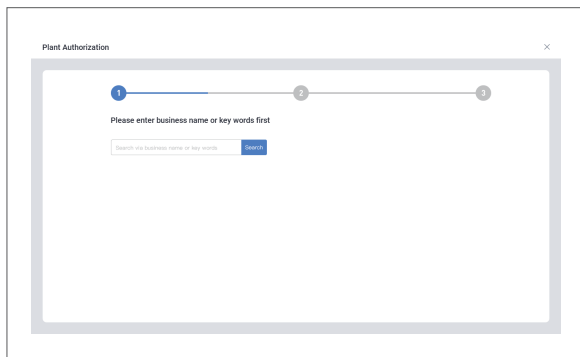 Plant Authorization
1
2
3
Please enter business name or key words first
Search via business name or key words
Search